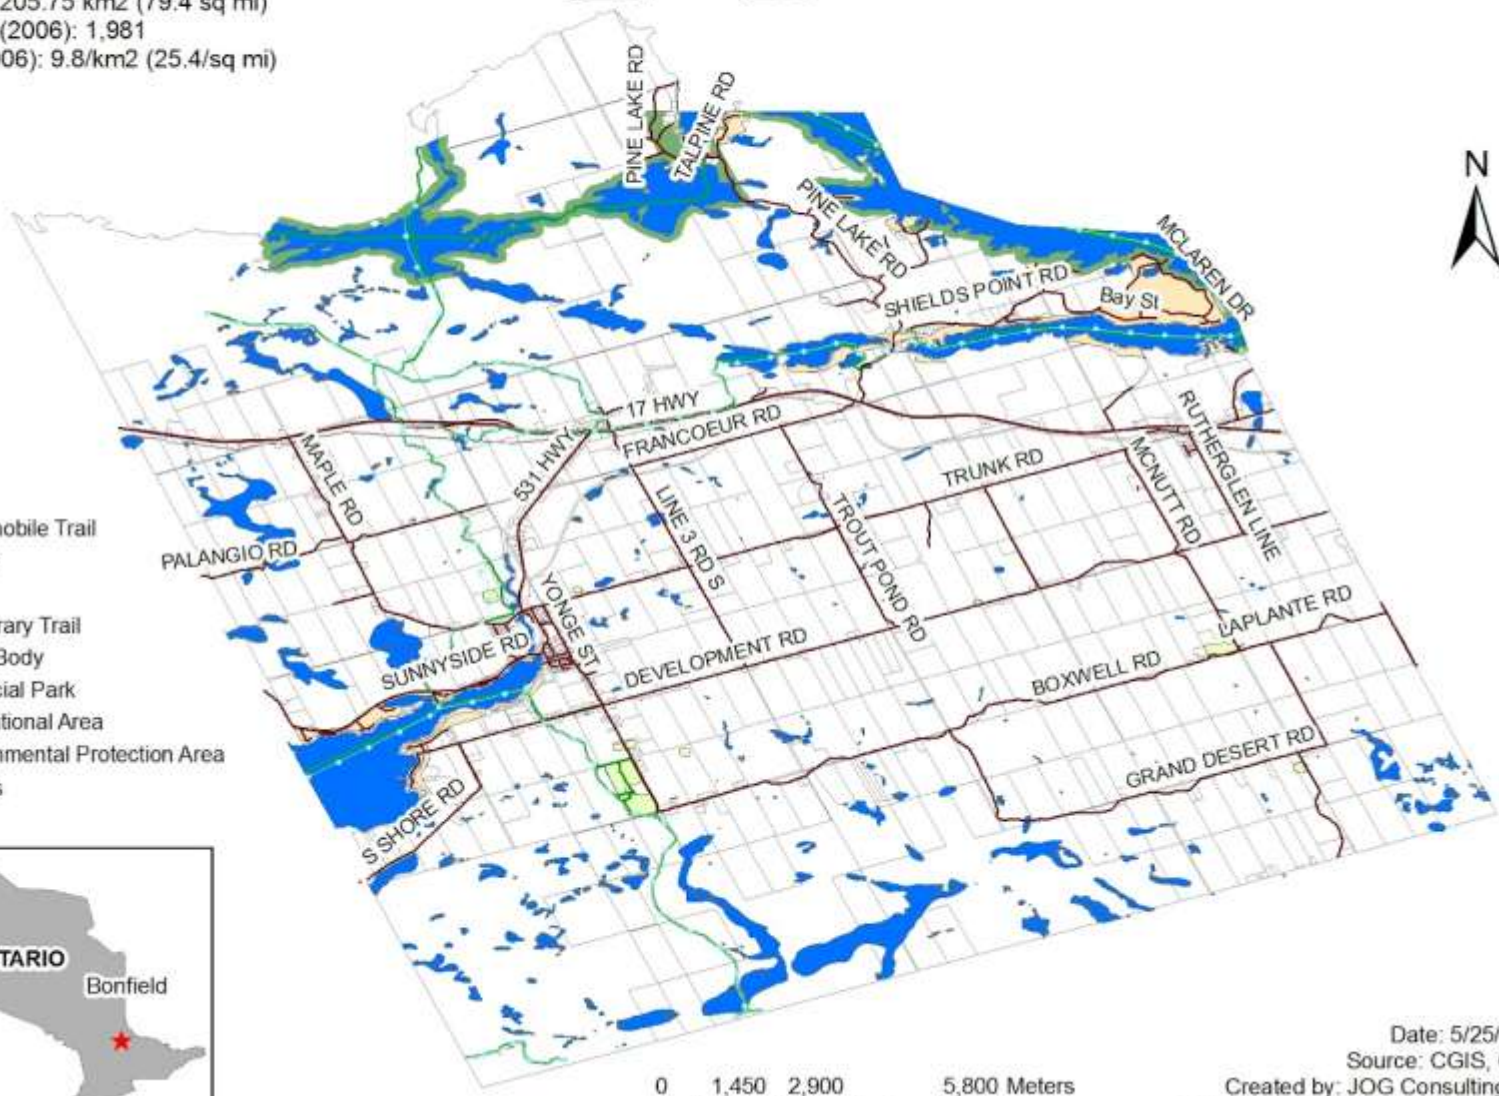 205.75 km2 (79.4 sq mi)
(2006): 1,981
006): 9.8/km2 (25.4/sq mi)
N
PINE LAKE RD
TALPINE RD
PINE LAKE RD
MCLAREN DR
SHIELDS POINT RD
Bay St
17 HWY
FRANCOEUR RD
531 HWY
MAPLE RD
RUTHERGLEN LINE
MCNUTT RD
TRUNK RD
LINE 3 RD S
TROUT POND RD
PALANGIO RD
YONGE ST
SUNNYSIDE RD
DEVELOPMENT RD
LAPLANTE RD
BOXWELL RD
GRAND DESERT RD
S SHORE RD
mobile Trail
rary Trail
Body
cial Park
tional Area
nmental Protection Area
s
TARIO
Bonfield
0 1,450 2,900 5,800 Meters
Date: 5/25/
Source: CGIS,
Created by: JOG Consulting